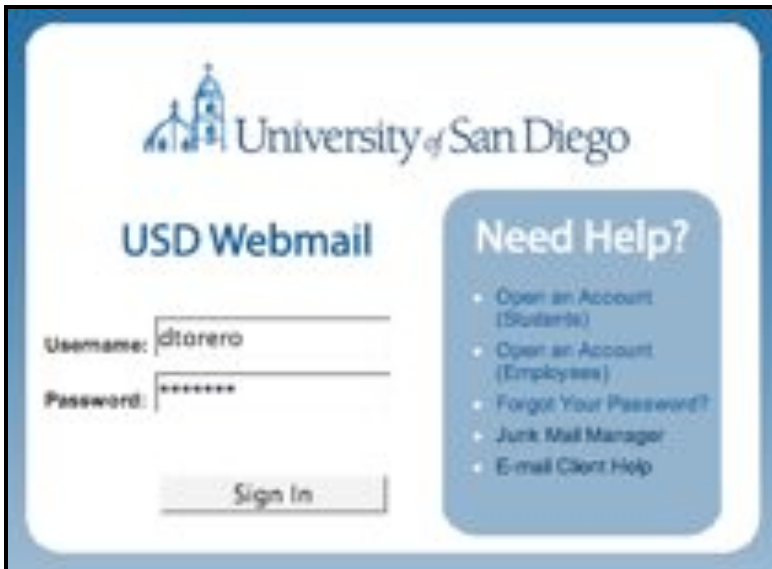 University of San Diego
USD Webmail
Username: dtorero
Password: *******
Sign In
Need Help?
Open an Account
(Students)
Open an Account
(Employees)
Forgot Your Password?
Junk Mail Manager
E-mail Client Help